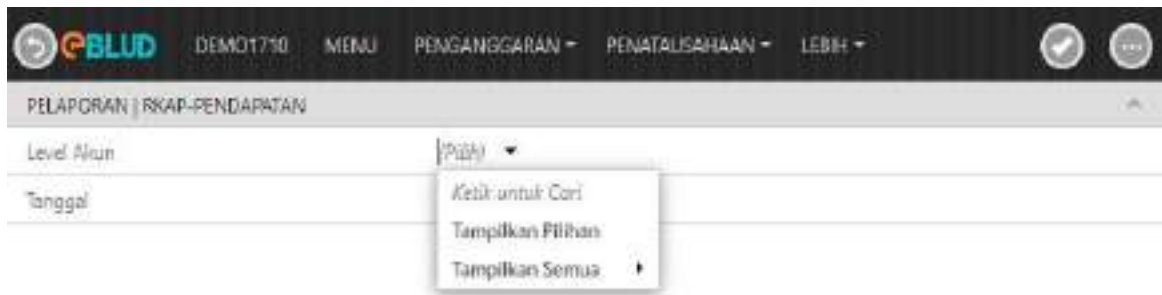 eBLUD DEMO1710 MENU PENGANGGARAN PENATAUSAHAAN LEBIH
PELAPORAN | RKAP-PENDAPATAN
Level Akun (Pilih)
Tanggal
Ketik untuk Cari
Tampilkan Pilihan
Tampilkan Semua